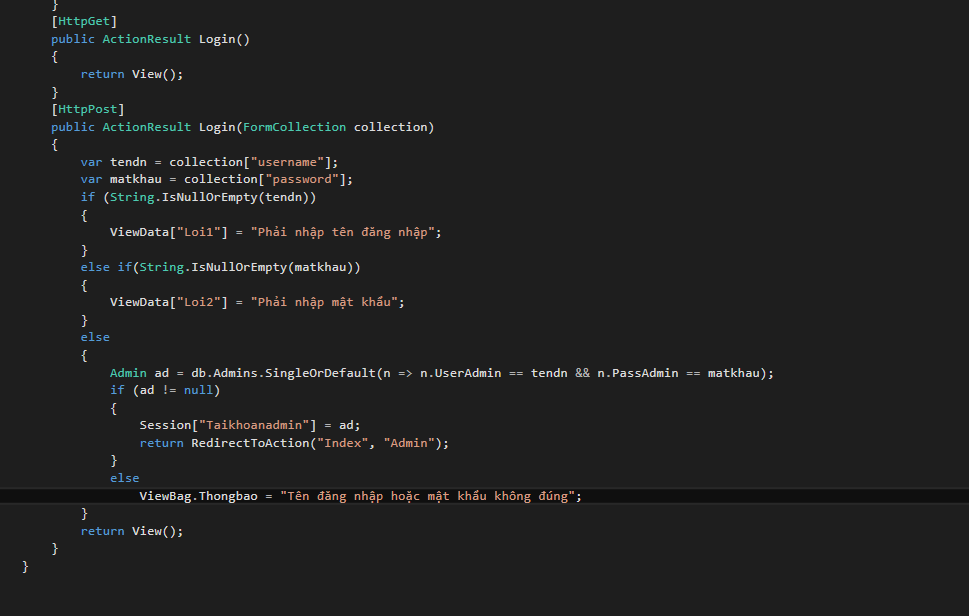 }
[HttpGet]
public ActionResult Login()
{
return View();
}
[HttpPost]
public ActionResult Login(FormCollection collection)
{
var tendn = collection["username"];
var matkhau = collection["password"];
if (String.IsNullOrEmpty(tendn))
{
ViewData["Loi1"] = "Phải nhập tên đăng nhập";
}
else if(String.IsNullOrEmpty(matkhau))
{
ViewData["Loi2"] = "Phải nhập mật khẩu";
}
else
{
Admin ad = db.Admins.SingleOrDefault(n => n.UserAdmin == tendn && n.PassAdmin == matkhau);
if (ad != null)
{
Session["Taikhoanadmin"] = ad;
return RedirectToAction("Index", "Admin");
}
else
ViewBag.Thongbao = "Tên đăng nhập hoặc mật khẩu không đúng";
}
return View();
}
}